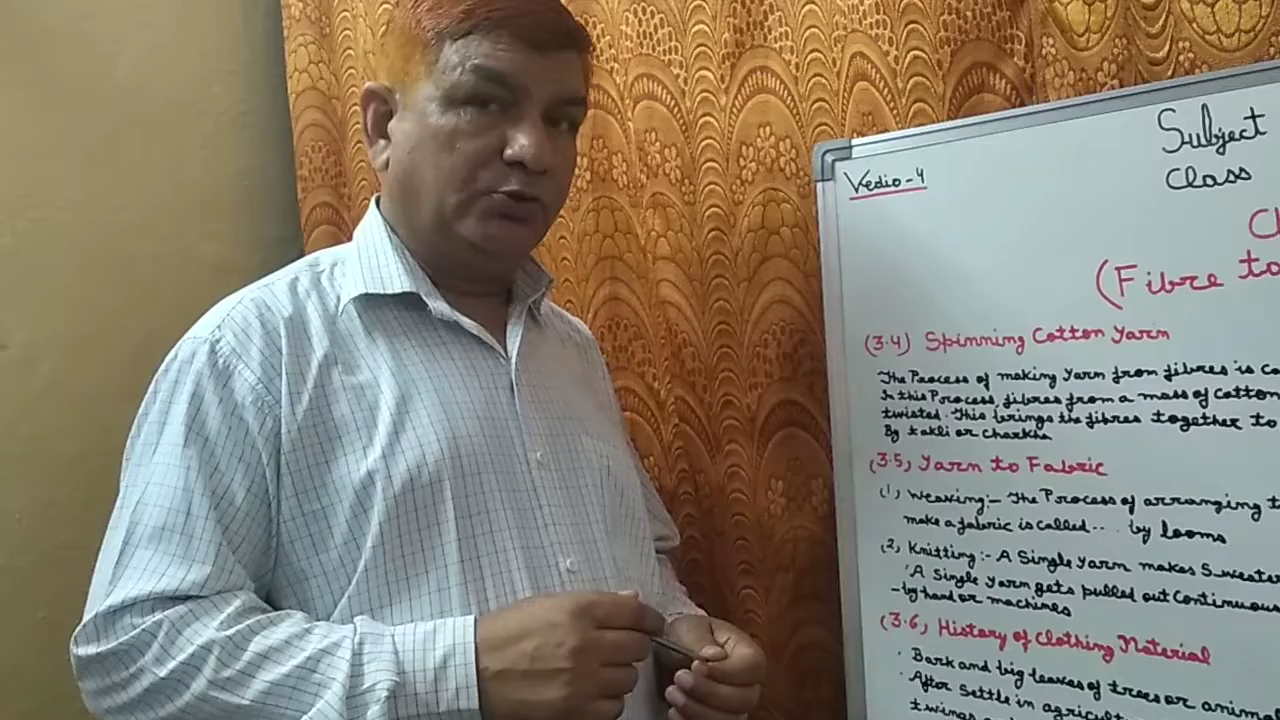 Vedio-4
Subject
Class
(Fibre to
(3.4) Spinning Cotton Yarn
The Process of making Yarn from fibres is
In this Process, fibres from a mass of Cotton
twisted. This brings the fibres together to
By takli or Charkha
(3.5) Yarn to Fabric
(1) Weaving:- The Process of arranging
make a fabric is called... by looms
(2) Knitting:- A Single Yarn makes Sweater
'A Single Yarn gets pulled out Continuous
- by hand or machines
(3.6) History of Clothing Material
• Bark and big leaves of trees or animal
• After Settle in